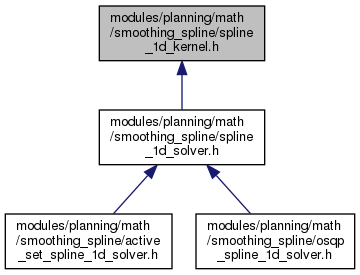 modules/planning/math
/smoothing_spline/spline
_1d_kernel.h
modules/planning/math
/smoothing_spline/spline
_1d_solver.h
modules/planning/math
/smoothing_spline/active
_set_spline_1d_solver.h
modules/planning/math
/smoothing_spline/osqp
_spline_1d_solver.h